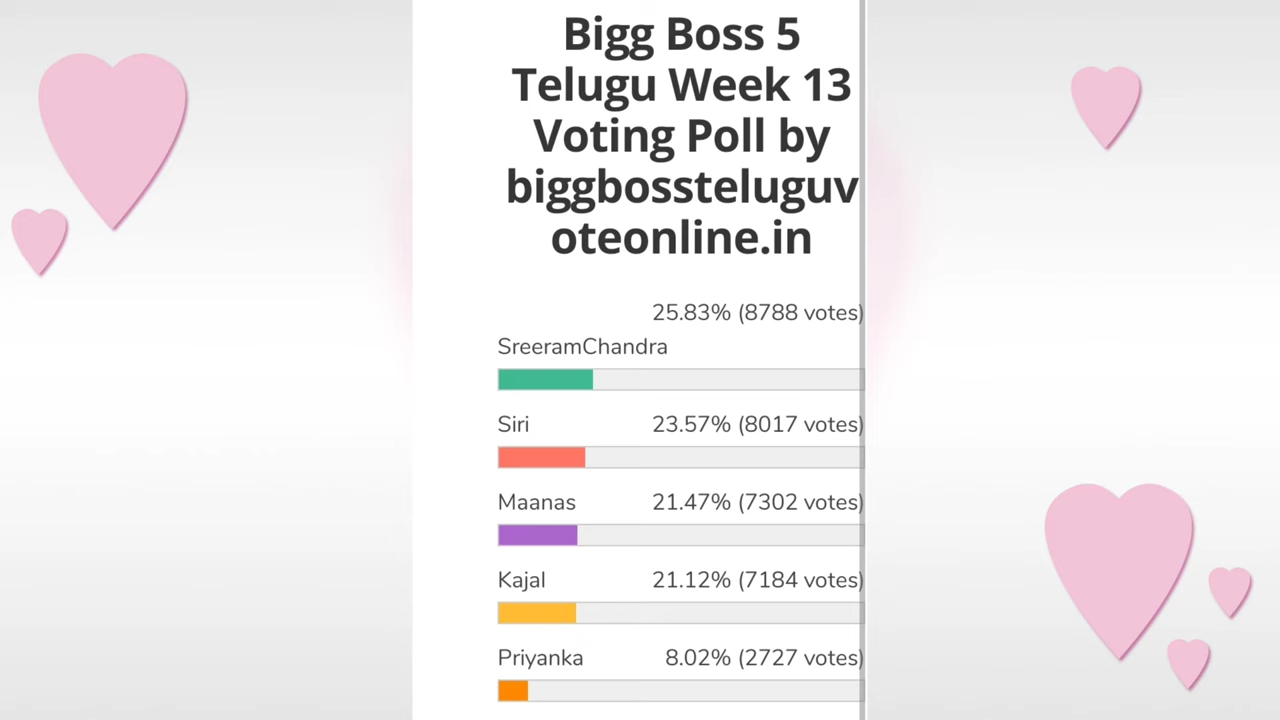 Bigg Boss 5
Telugu Week 13
Voting Poll by
biggbossteluguv
oteonline.in
25.83% (8788 votes)
SreeramChandra
Siri 23.57% (8017 votes)
Maanas 21.47% (7302 votes)
Kajal 21.12% (7184 votes)
Priyanka 8.02% (2727 votes)